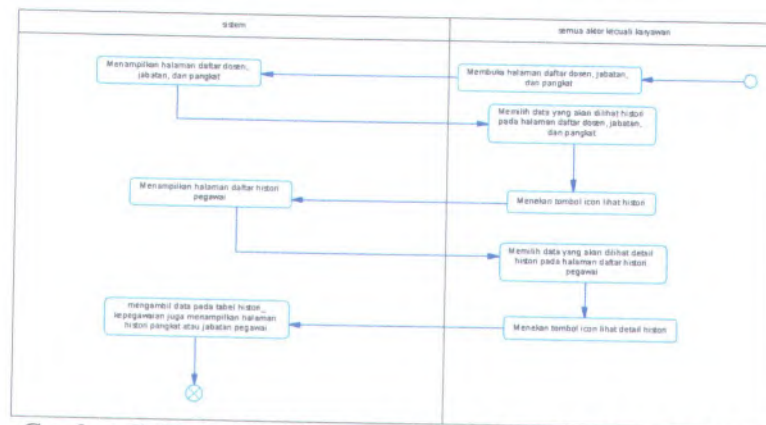 sistem
semua aktor kecuali karyawan
Menampilkan halaman daftar dosen,
jabatan, dan pangkat
Membuka halaman daftar dosen, jabatan,
dan pangkat
Memilih data yang akan dilihat histori
pada halaman daftar dosen, jabatan,
dan pangkat
Menampilkan halaman daftar histori
pegawai
Menekan tombol icon lihat histori
Memilih data yang akan dilihat detail
histori pada halaman daftar histori
pegawai
mengambil data pada tabel histori_
kepegawaian juga menampilkan halaman
histori pangkat atau jabatan pegawai
Menekan tombol icon lihat detail histori